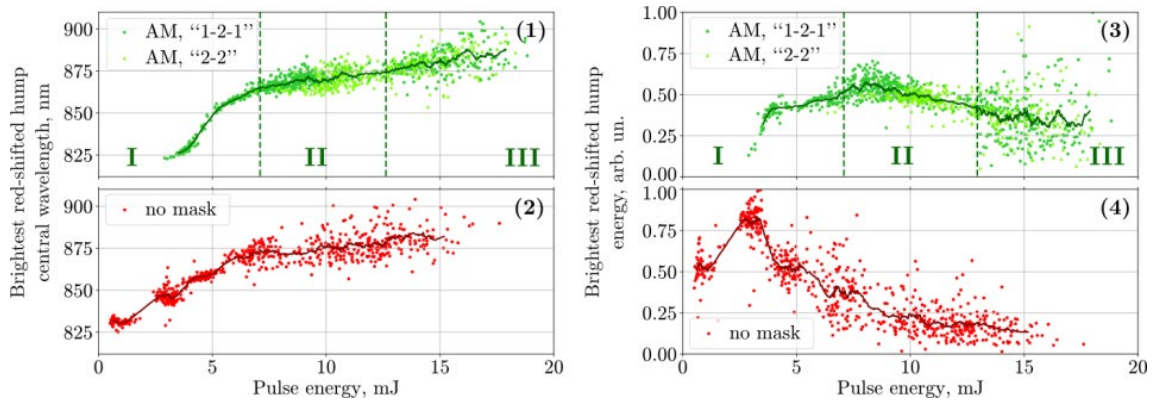 Brightest red-shifted hump
central wavelength, nm
900
875
850
825
AM, “1-2-1”
AM, “2-2”
(1)
I
II
III
900
875
850
825
no mask
(2)
0
5
10
15
20
Pulse energy, mJ
Brightest red-shifted hump
energy, arb. un.
1.00
0.75
0.50
0.25
0.00
AM, “1-2-1”
AM, “2-2”
(3)
I
II
III
1.00
0.75
0.50
0.25
0.00
no mask
(4)
0
5
10
15
20
Pulse energy, mJ